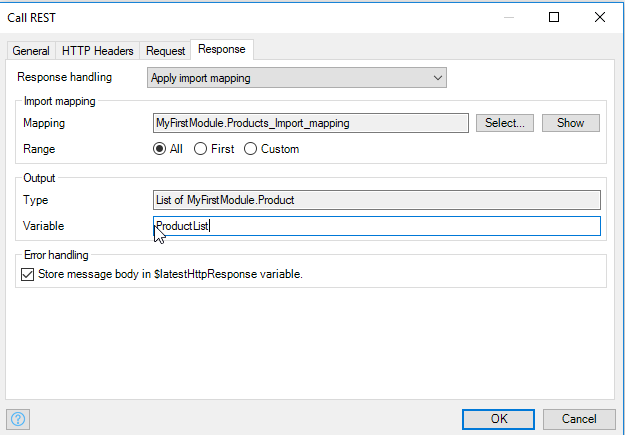 Call REST
General HTTP Headers Request Response
Response handling Apply import mapping
Import mapping
Mapping MyFirstModule.Products_Import_mapping Select... Show
Range All First Custom
Output
Type List of MyFirstModule.Product
Variable ProductList
Error handling
Store message body in $latestHttpResponse variable.
? OK Cancel